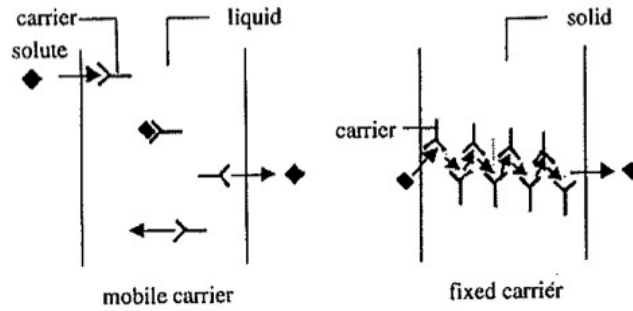 carrier
liquid
solute
mobile carrier
solid
carrier
fixed carrier